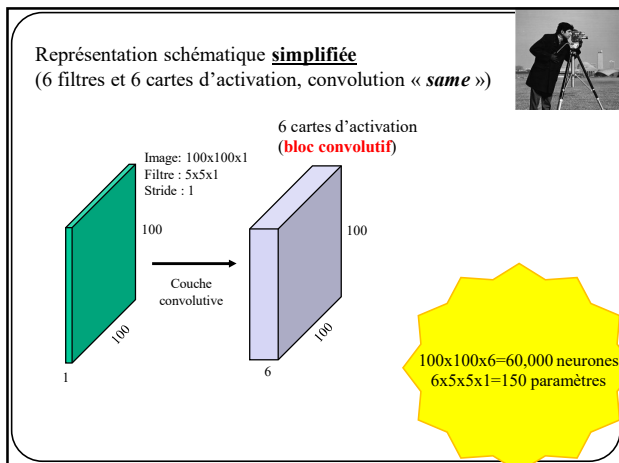 Représentation schématique simplifiée
(6 filtres et 6 cartes d’activation, convolution « same »)
6 cartes d’activation
(bloc convolutif)
Image: 100x100x1
Filtre : 5x5x1
Stride : 1
100
100
1
Couche
convolutive
100
100
6
100x100x6=60,000 neurones
6x5x5x1=150 paramètres